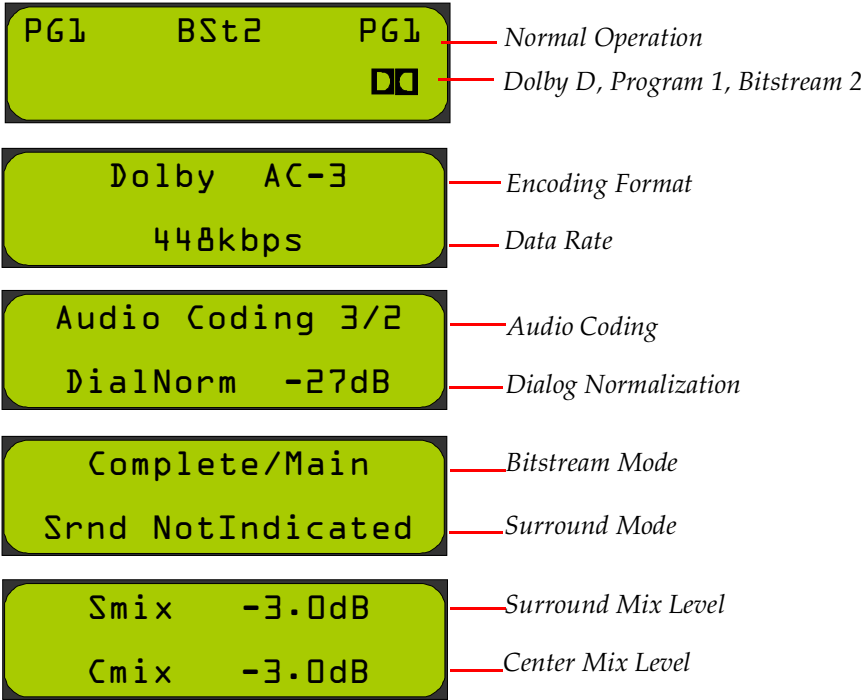 PG1 BSt2 PG1 Normal Operation
Dolby D, Program 1, Bitstream 2
Dolby AC-3 Encoding Format
448kbps Data Rate
Audio Coding 3/2 Audio Coding
DialNorm -27dB Dialog Normalization
Complete/Main Bitstream Mode
Srnd NotIndicated Surround Mode
Smix -3.0dB Surround Mix Level
Cmix -3.0dB Center Mix Level